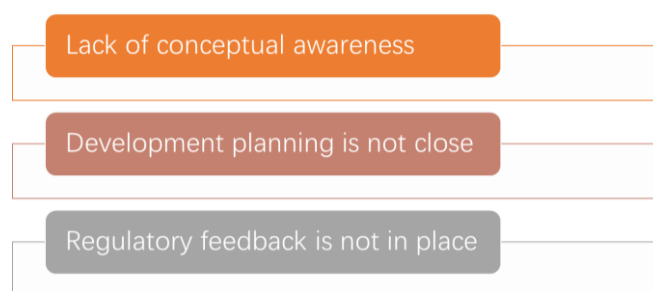 Lack of conceptual awareness
Development planning is not close
Regulatory feedback is not in place